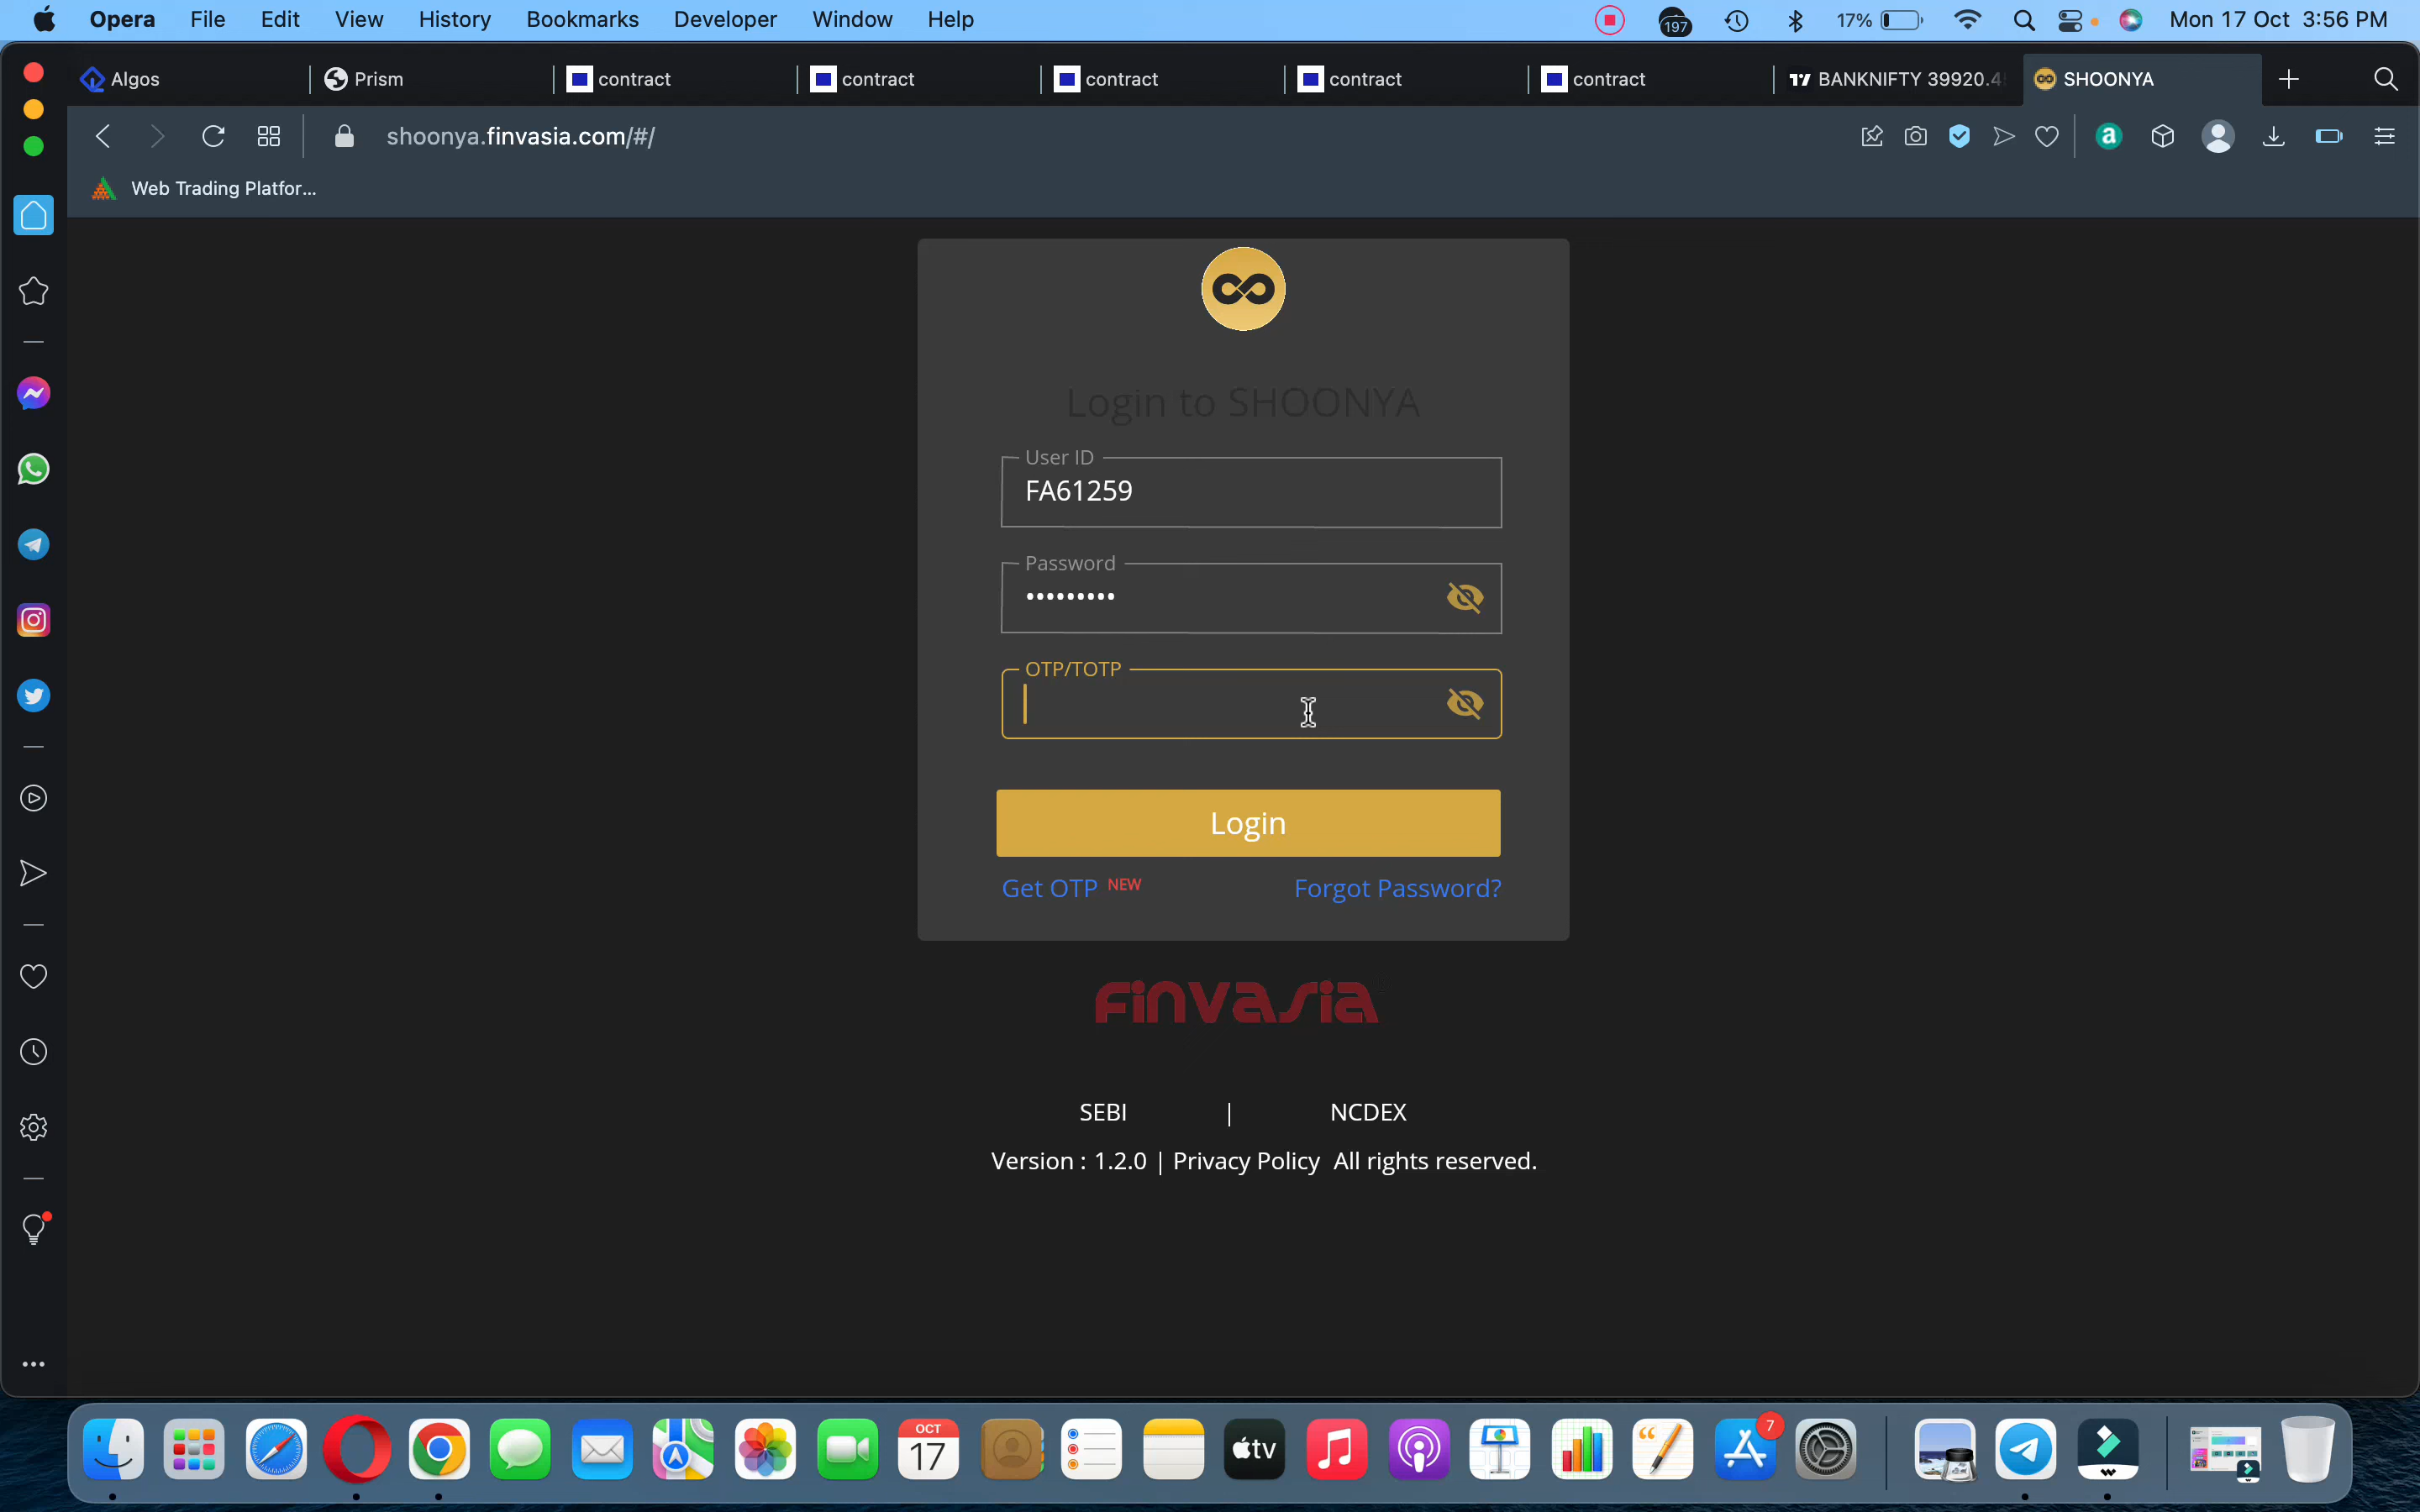 Opera File Edit View History Bookmarks Developer Window Help 197 17% Mon 17 Oct 3:56 PM
Algos Prism contract contract contract contract contract BANKNIFTY 39920.4 SHOONYA
shoonya.finvasia.com/#/ a
Web Trading Platfor...
Login to SHOONYA
User ID
FA61259
Password
•••••••••
OTP/TOTP
Login
Get OTP NEW Forgot Password?
Finvasia
SEBI | NCDEX
Version : 1.2.0 | Privacy Policy All rights reserved.
OCT
17
tv
7